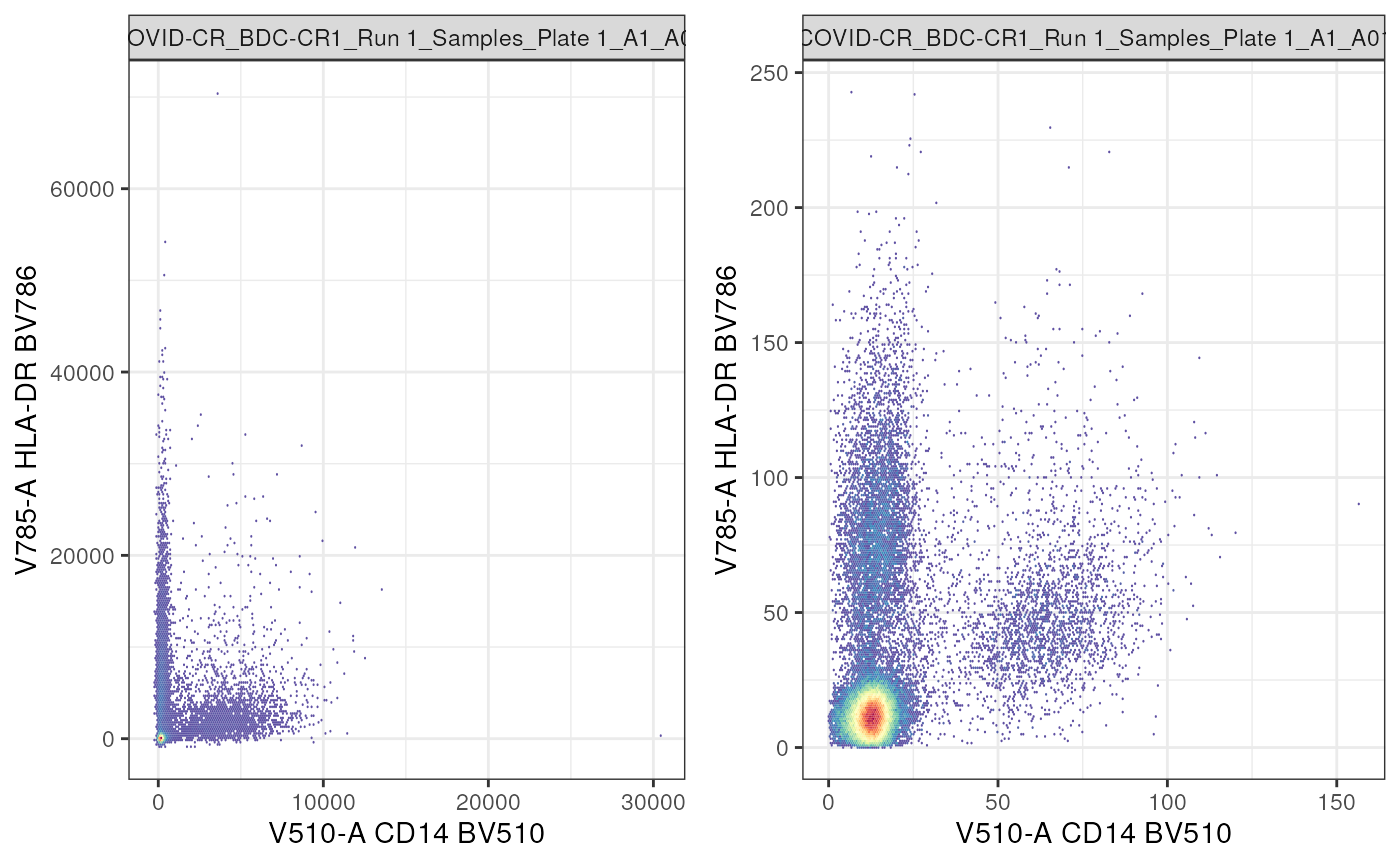 OVID-CR_BDC-CR1_Run 1_Samples_Plate 1_A1_A0
V785-A HLA-DR BV786
60000
40000
20000
0
0 10000 20000 30000
V510-A CD14 BV510
COVID-CR_BDC-CR1_Run 1_Samples_Plate 1_A1_A01
V785-A HLA-DR BV786
250
200
150
100
50
0
0 50 100 150
V510-A CD14 BV510